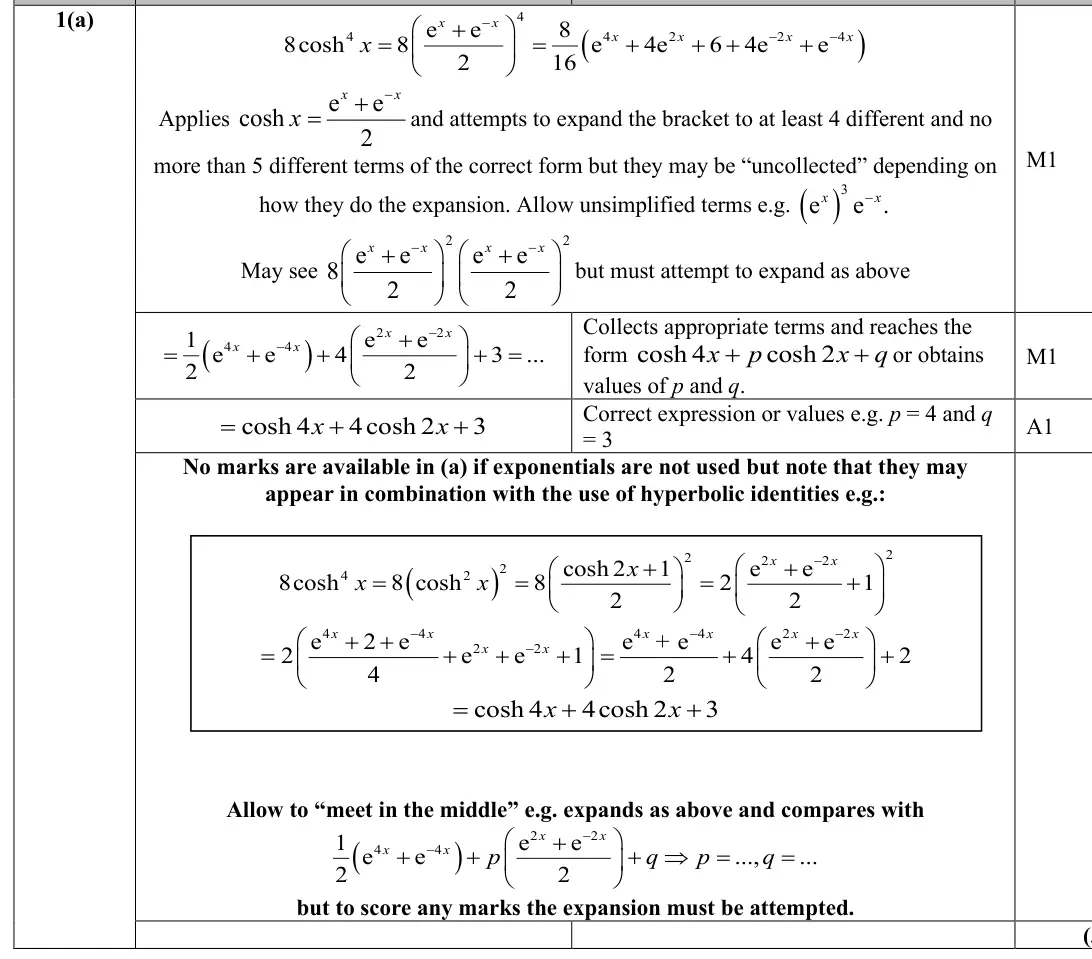 1(a)
8cosh⁴ x = 8((eˣ + e⁻ˣ)/2)⁴ = 8/16 (e⁴ˣ + 4e²ˣ + 6 + 4e⁻²ˣ + e⁻⁴ˣ)
Applies cosh x = (eˣ + e⁻ˣ)/2 and attempts to expand the bracket to at least 4 different and no
more than 5 different terms of the correct form but they may be “uncollected” depending on
how they do the expansion. Allow unsimplified terms e.g. (eˣ)³ e⁻ˣ.
May see 8((eˣ + e⁻ˣ)/2)² ((eˣ + e⁻ˣ)/2)² but must attempt to expand as above
M1
= 1/2 (e⁴ˣ + e⁻⁴ˣ) + 4((e²ˣ + e⁻²ˣ)/2) + 3 = ...
Collects appropriate terms and reaches the
form cosh 4x + p cosh 2x + q or obtains
values of p and q.
M1
= cosh 4x + 4 cosh 2x + 3
Correct expression or values e.g. p = 4 and q
= 3
A1
No marks are available in (a) if exponentials are not used but note that they may
appear in combination with the use of hyperbolic identities e.g.:
8cosh⁴ x = 8(cosh² x)² = 8((cosh 2x + 1)/2)² = 2((e²ˣ + e⁻²ˣ)/2 + 1)²
= 2((e⁴ˣ + 2 + e⁻⁴ˣ)/4 + e²ˣ + e⁻²ˣ + 1) = (e⁴ˣ + e⁻⁴ˣ)/2 + 4((e²ˣ + e⁻²ˣ)/2) + 2
= cosh 4x + 4 cosh 2x + 3
Allow to “meet in the middle” e.g. expands as above and compares with
1/2 (e⁴ˣ + e⁻⁴ˣ) + p((e²ˣ + e⁻²ˣ)/2) + q ⇒ p = ..., q = ...
but to score any marks the expansion must be attempted.
(